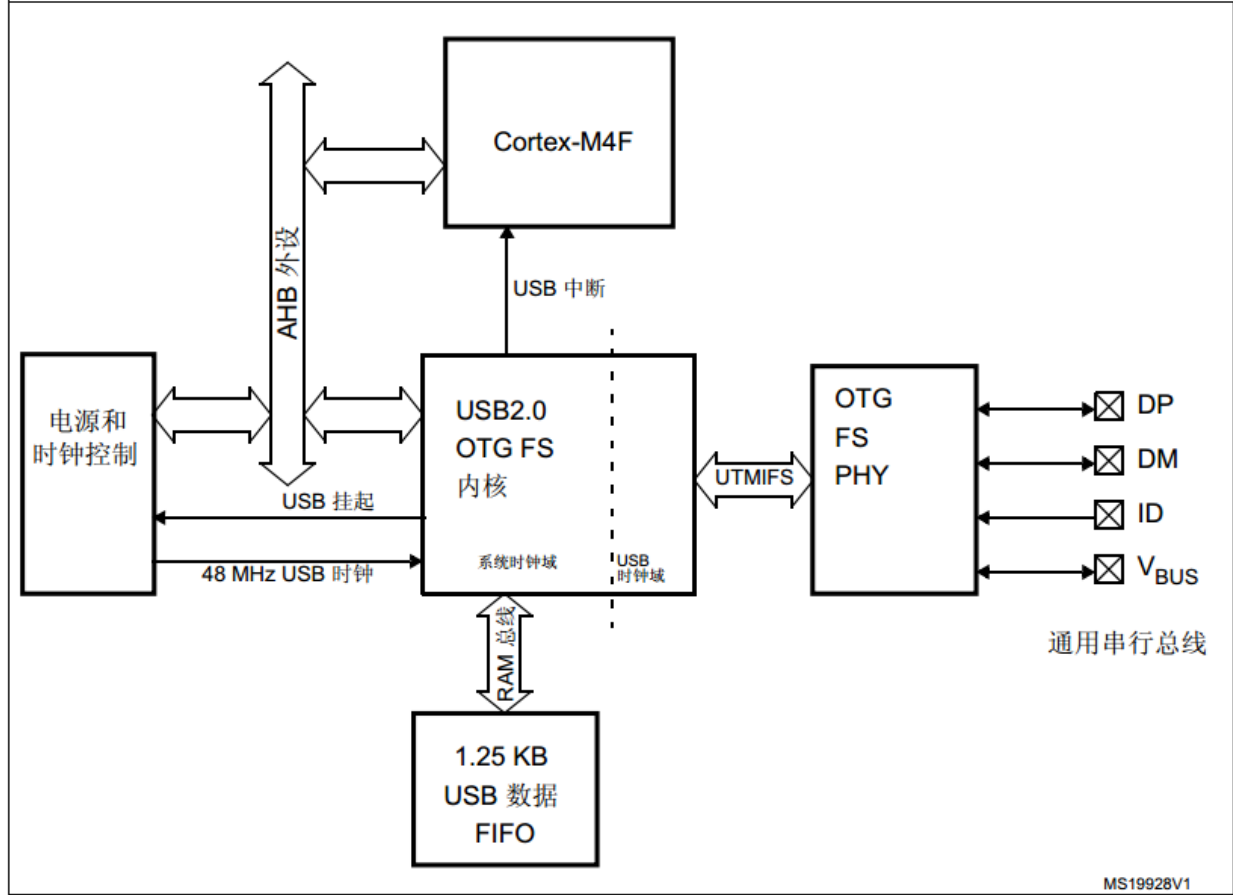 Cortex-M4F
AHB 外设
USB 中断
电源和
时钟控制
USB2.0
OTG FS
内核
系统时钟域
USB
时钟域
USB 挂起
48 MHz USB 时钟
UTMIFS
OTG
FS
PHY
DP
DM
ID
VBUS
通用串行总线
RAM 总线
1.25 KB
USB 数据
FIFO
MS19928V1